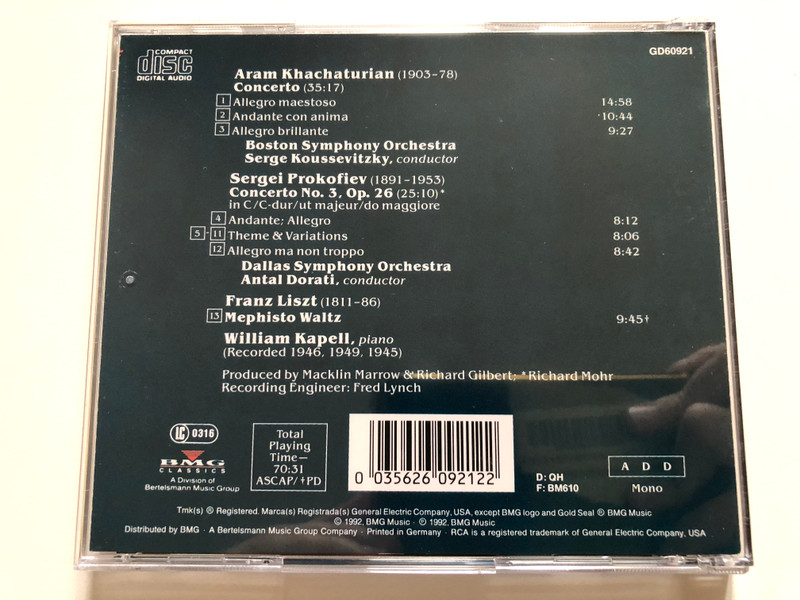 COMPACT
disc
DIGITAL AUDIO
GD60921
Aram Khachaturian (1903–78)
Concerto (35:17)
1 Allegro maestoso 14:58
2 Andante con anima 10:44
3 Allegro brillante 9:27
Boston Symphony Orchestra
Serge Koussevitzky, conductor
Sergei Prokofiev (1891–1953)
Concerto No. 3, Op. 26 (25:10)*
in C/C-dur/ut majeur/do maggiore
4 Andante; Allegro 8:12
5-11 Theme & Variations 8:06
12 Allegro ma non troppo 8:42
Dallas Symphony Orchestra
Antal Dorati, conductor
Franz Liszt (1811–86)
13 Mephisto Waltz 9:45†
William Kapell, piano
(Recorded 1946, 1949, 1945)
Produced by Macklin Marrow & Richard Gilbert; *Richard Mohr
Recording Engineer: Fred Lynch
LC 0316
BMG
CLASSICS
A Division of
Bertelsmann Music Group
Total
Playing
Time—
70:31
ASCAP/†PD
0 035626 092122
D: QH
F: BM610
A D D
Mono
Tmk(s) ® Registered. Marca(s) Registrada(s) General Electric Company, USA, except BMG logo and Gold Seal ® BMG Music
© 1992, BMG Music · ℗ 1992, BMG Music
Distributed by BMG · A Bertelsmann Music Group Company · Printed in Germany · RCA is a registered trademark of General Electric Company, USA